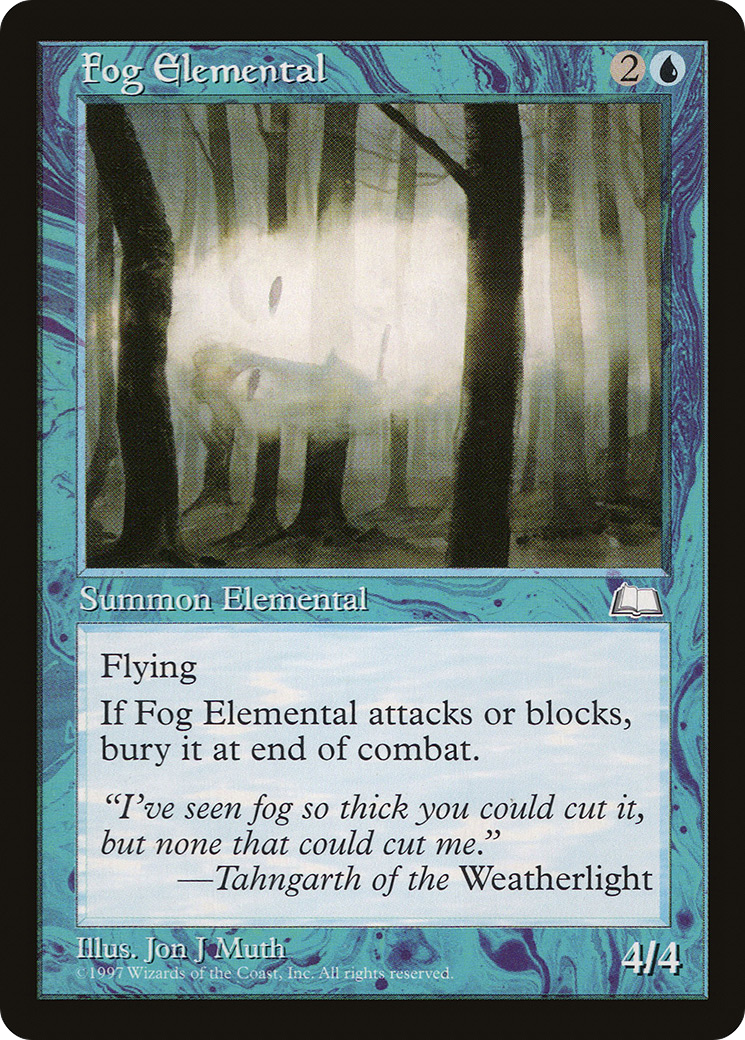 Fog Elemental
2
Summon Elemental
Flying
If Fog Elemental attacks or blocks,
bury it at end of combat.
“I’ve seen fog so thick you could cut it,
but none that could cut me.”
—Tahngarth of the Weatherlight
Illus. Jon J Muth
©1997 Wizards of the Coast, Inc. All rights reserved.
4/4